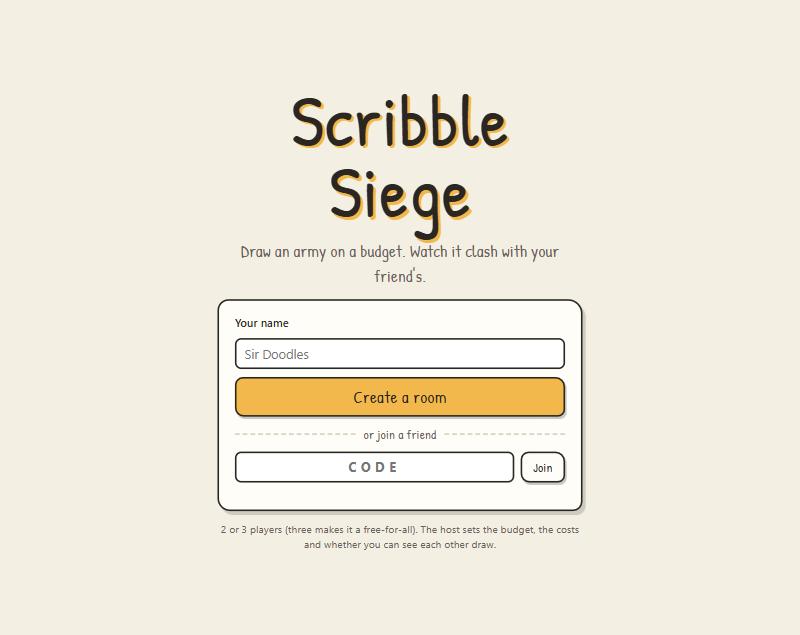 Scribble
Siege
Draw an army on a budget. Watch it clash with your
friend's.
Your name
Sir Doodles
Create a room
or join a friend
CODE
Join
2 or 3 players (three makes it a free-for-all). The host sets the budget, the costs
and whether you can see each other draw.